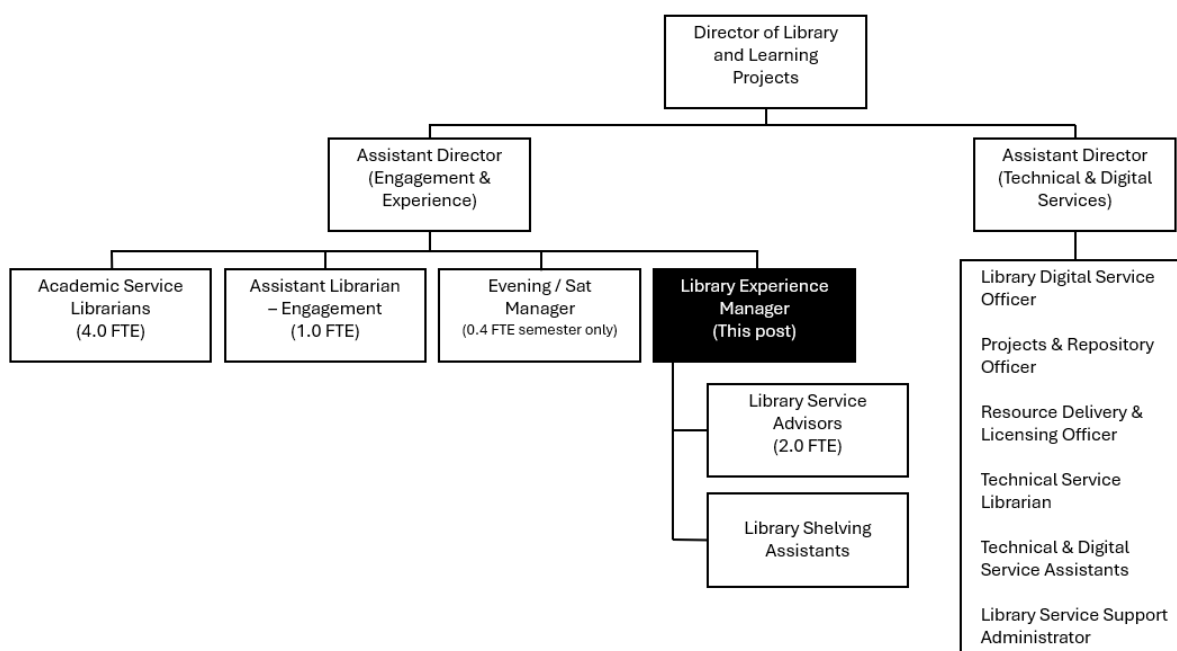 Director of Library
and Learning
Projects
Assistant Director
(Engagement &
Experience)
Assistant Director
(Technical & Digital
Services)
Academic Service
Librarians
(4.0 FTE)
Assistant Librarian
– Engagement
(1.0 FTE)
Evening / Sat
Manager
(0.4 FTE semester only)
Library Experience
Manager
(This post)
Library Service
Advisors
(2.0 FTE)
Library Shelving
Assistants
Library Digital Service
Officer
Projects & Repository
Officer
Resource Delivery &
Licensing Officer
Technical Service
Librarian
Technical & Digital
Service Assistants
Library Service Support
Administrator